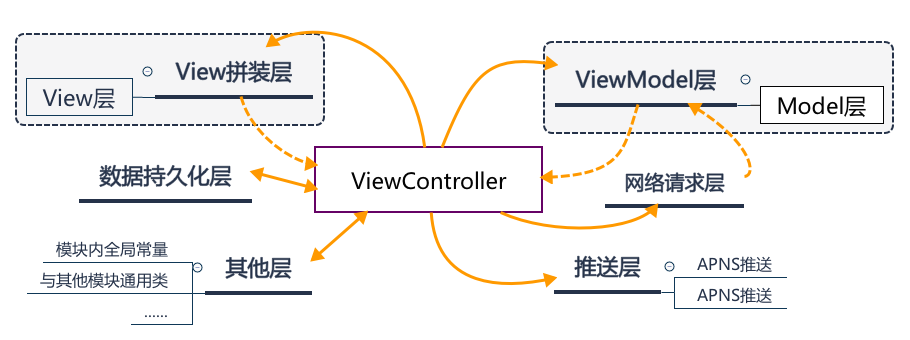 View拼装层
View层
ViewModel层
Model层
数据持久化层
ViewController
网络请求层
模块内全局常量
与其他模块通用类
……
其他层
推送层
APNS推送
APNS推送